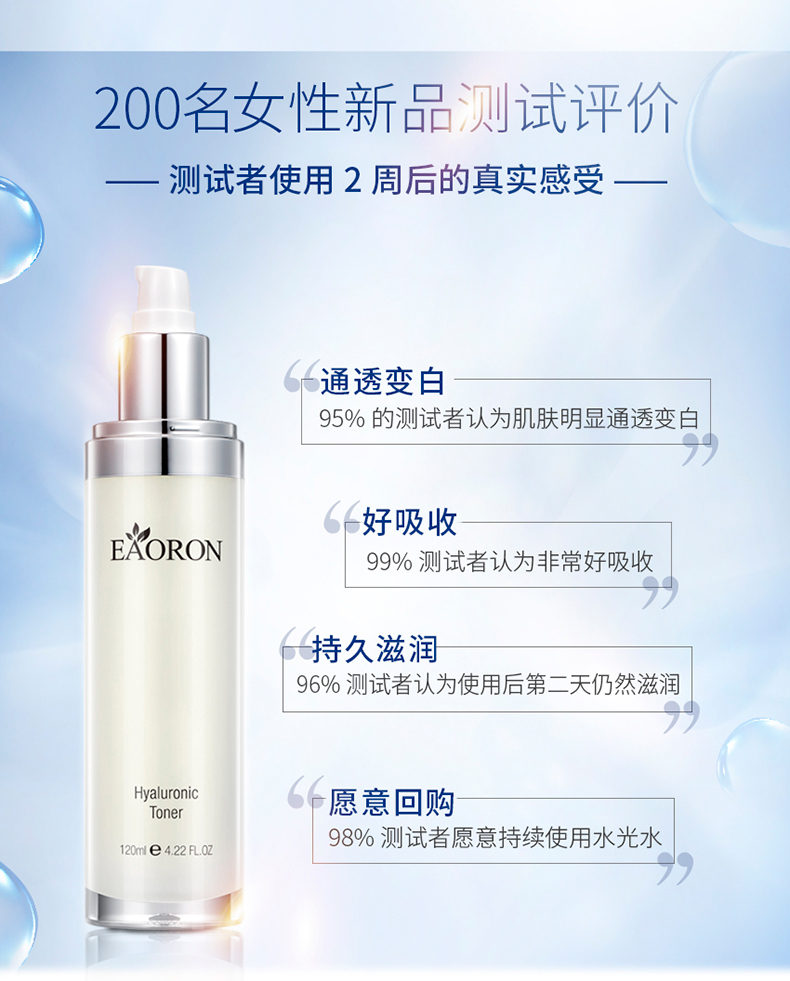 200名女性新品测试评价
测试者使用 2 周后的真实感受
“通透变白
95% 的测试者认为肌肤明显通透变白”
“好吸收
99% 测试者认为非常好吸收”
“持久滋润
96% 测试者认为使用后第二天仍然滋润”
“愿意回购
98% 测试者愿意持续使用水光水”
EAORON
Hyaluronic
Toner
120ml e 4.22 FL.OZ